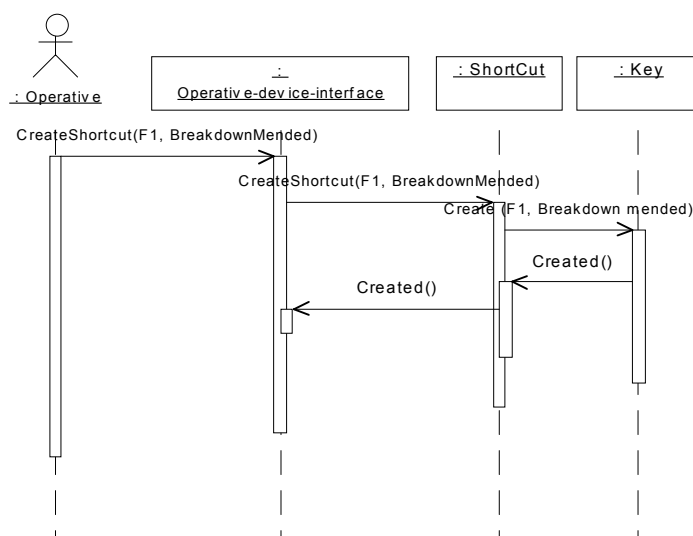 : Operative
:
Operative-device-interface
: ShortCut
: Key
CreateShortcut(F1, BreakdownMended)
CreateShortcut(F1, BreakdownMended)
Create (F1, Breakdown mended)
Created()
Created()